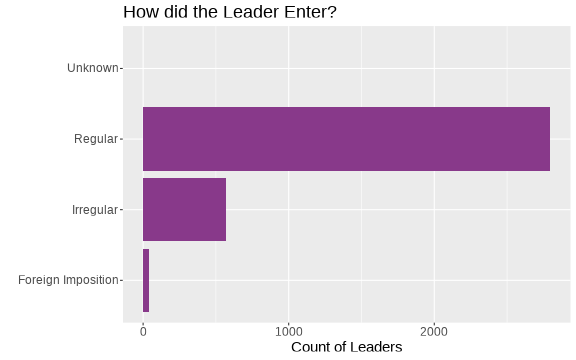 How did the Leader Enter?
Unknown
Regular
Irregular
Foreign Imposition
0 1000 2000
Count of Leaders